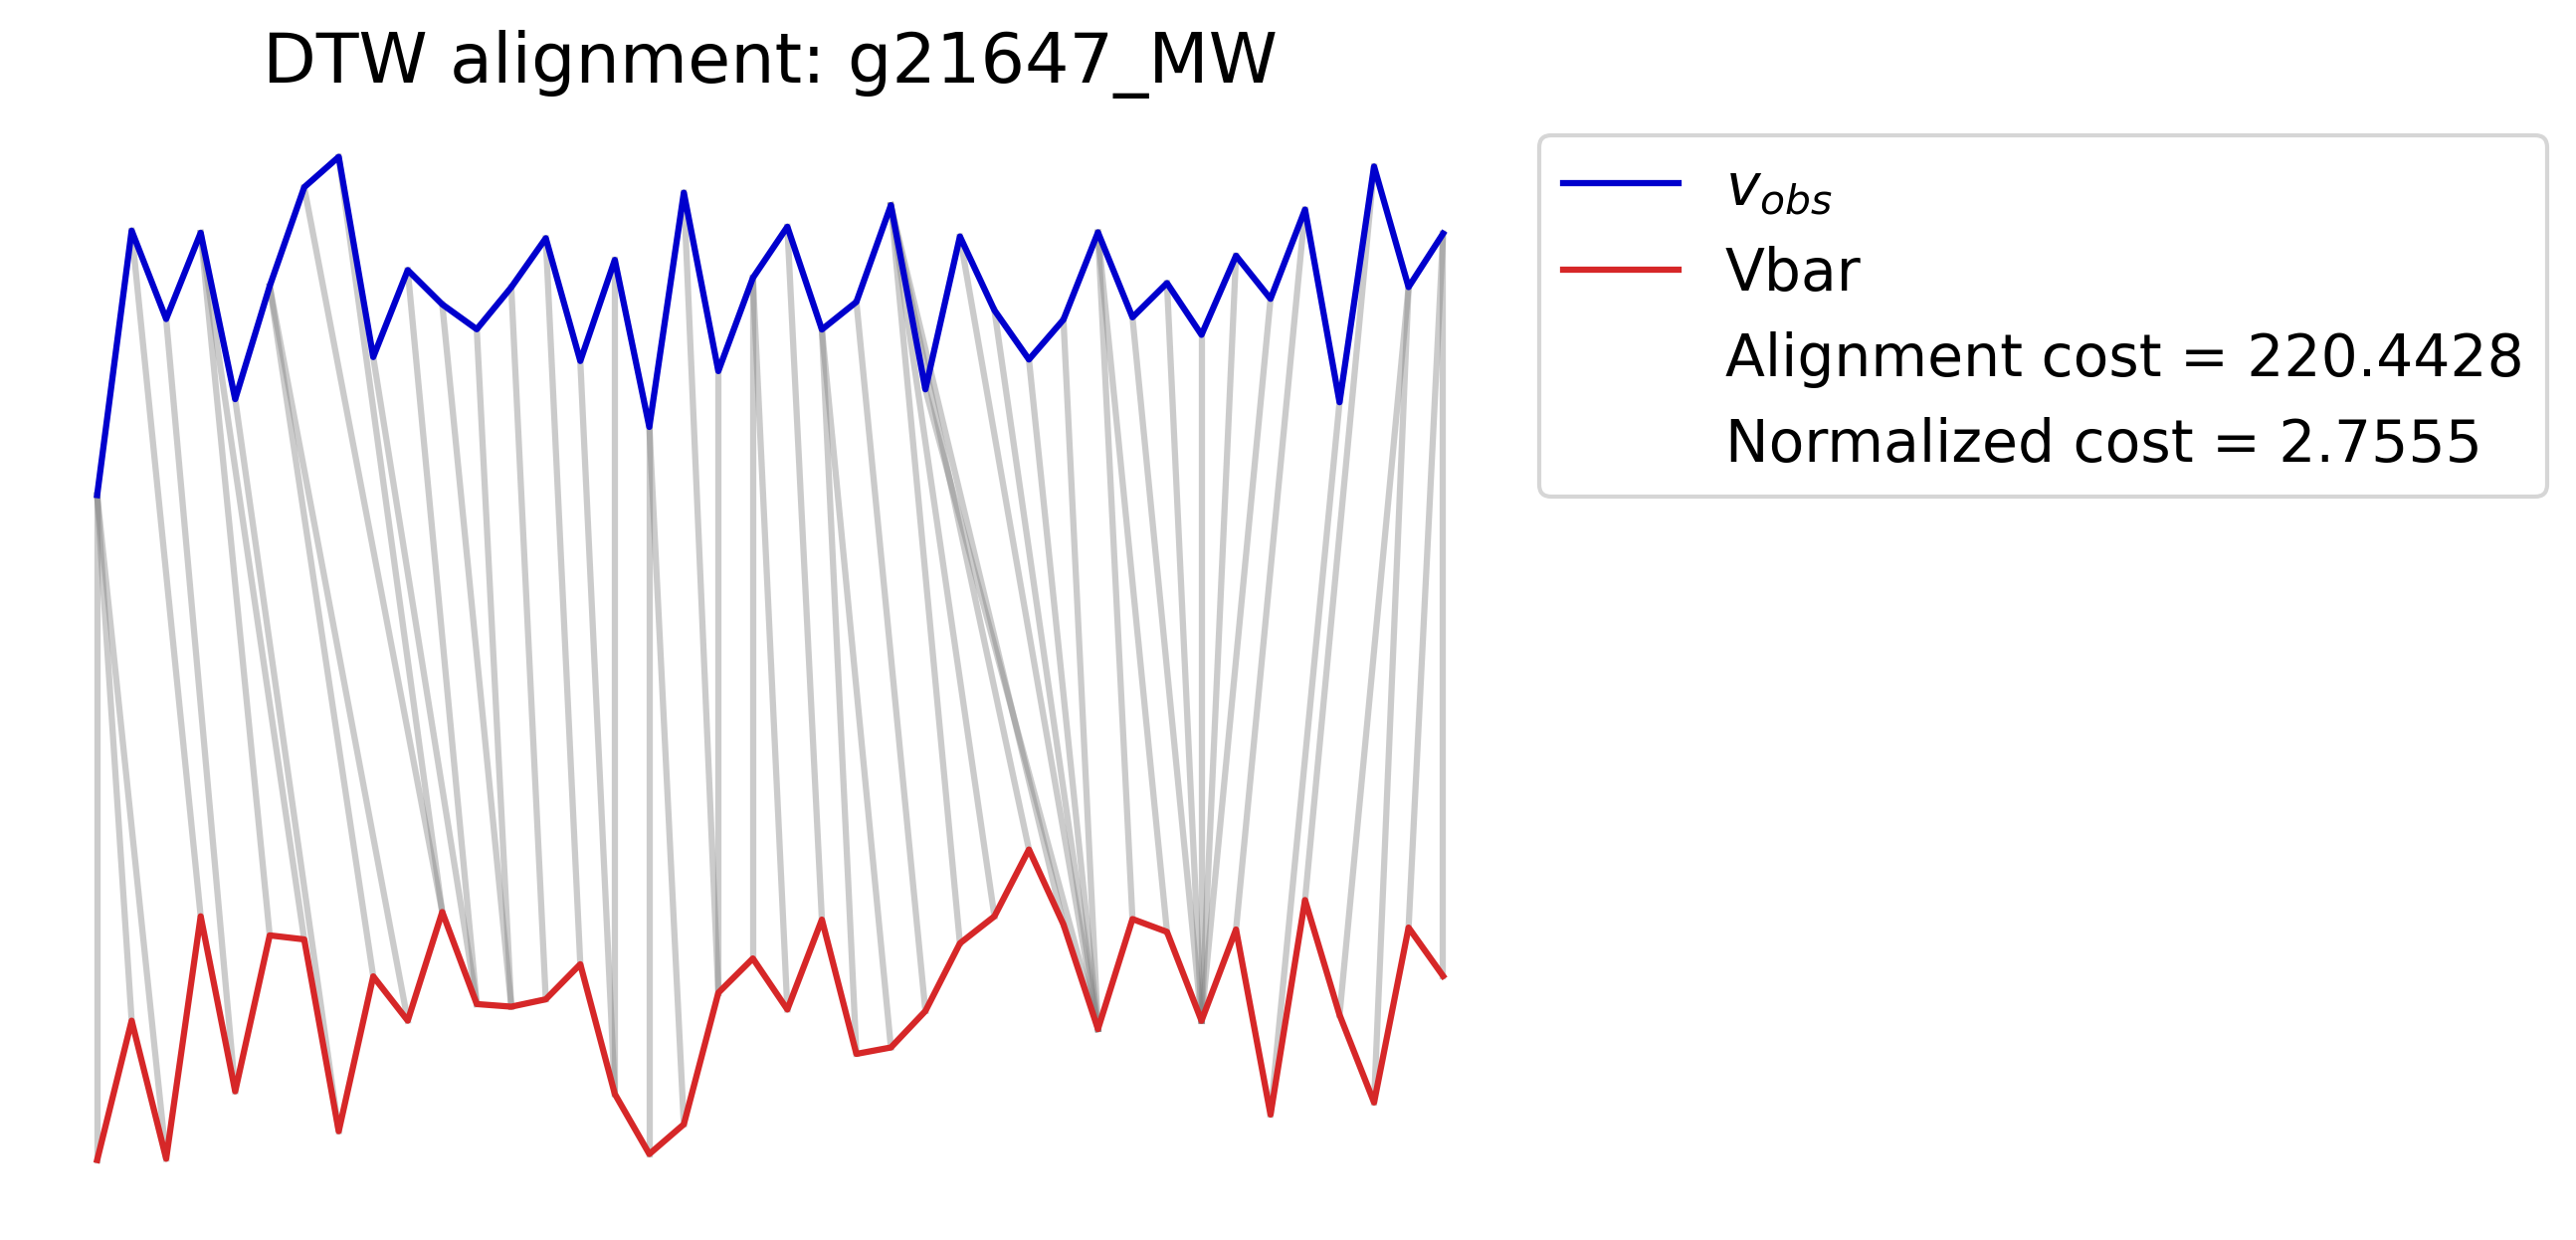 DTW alignment: g21647_MW
v_obs
Vbar
Alignment cost = 220.4428
Normalized cost = 2.7555